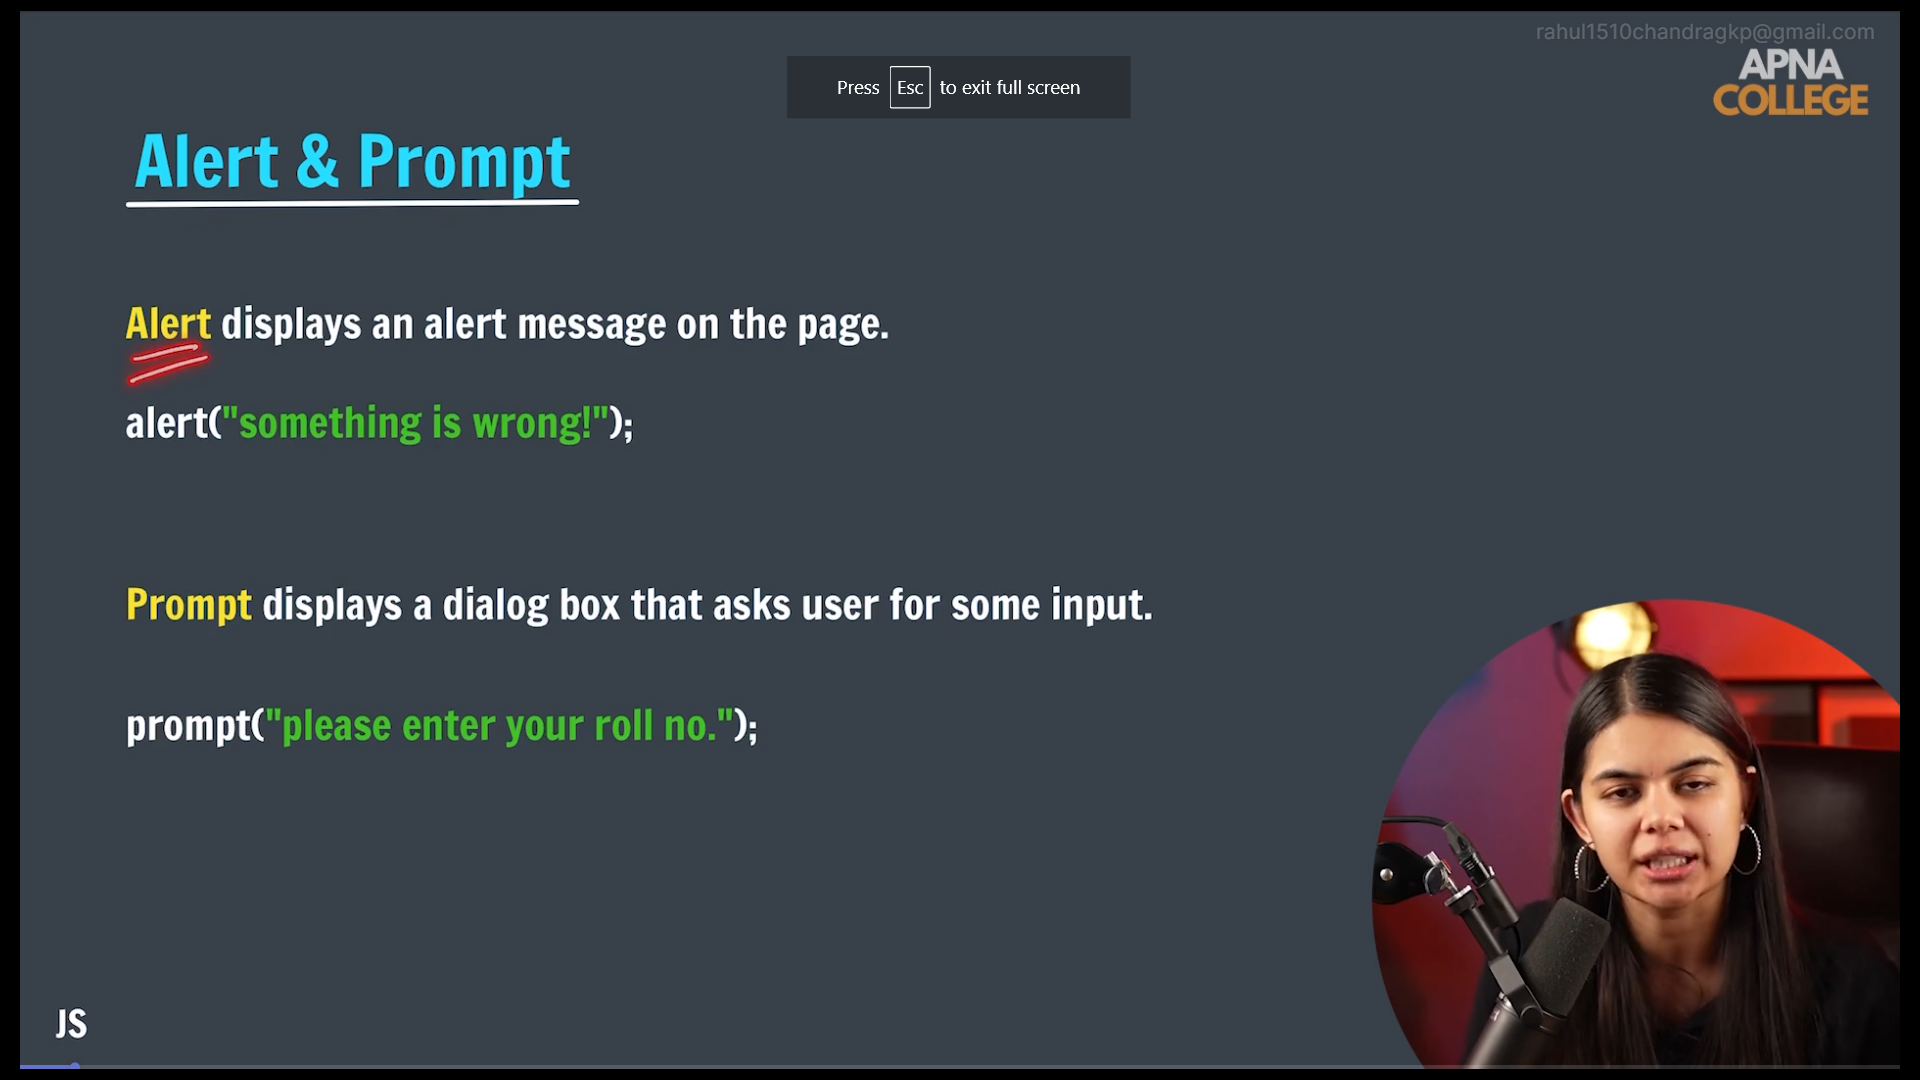 rahul1510chandragkp@gmail.com
APNA
COLLEGE
Press Esc to exit full screen
Alert & Prompt
Alert displays an alert message on the page.
alert("something is wrong!");
Prompt displays a dialog box that asks user for some input.
prompt("please enter your roll no.");
JS